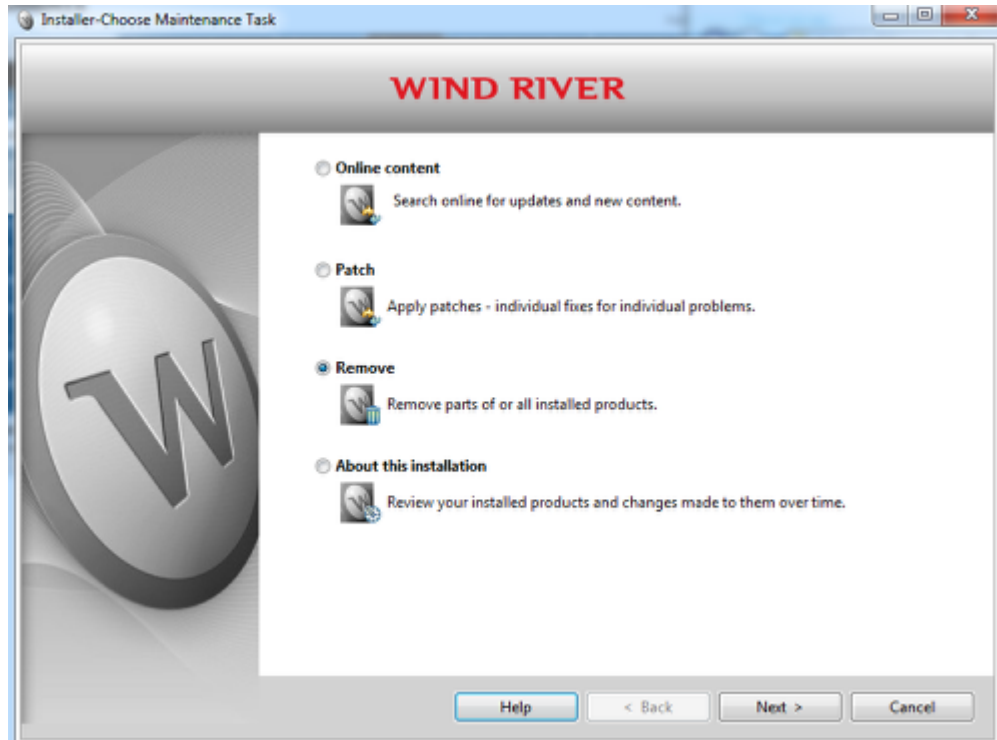 Installer-Choose Maintenance Task
WIND RIVER
Online content
Search online for updates and new content.
Patch
Apply patches - individual fixes for individual problems.
Remove
Remove parts of or all installed products.
About this installation
Review your installed products and changes made to them over time.
W
Help
< Back
Next >
Cancel